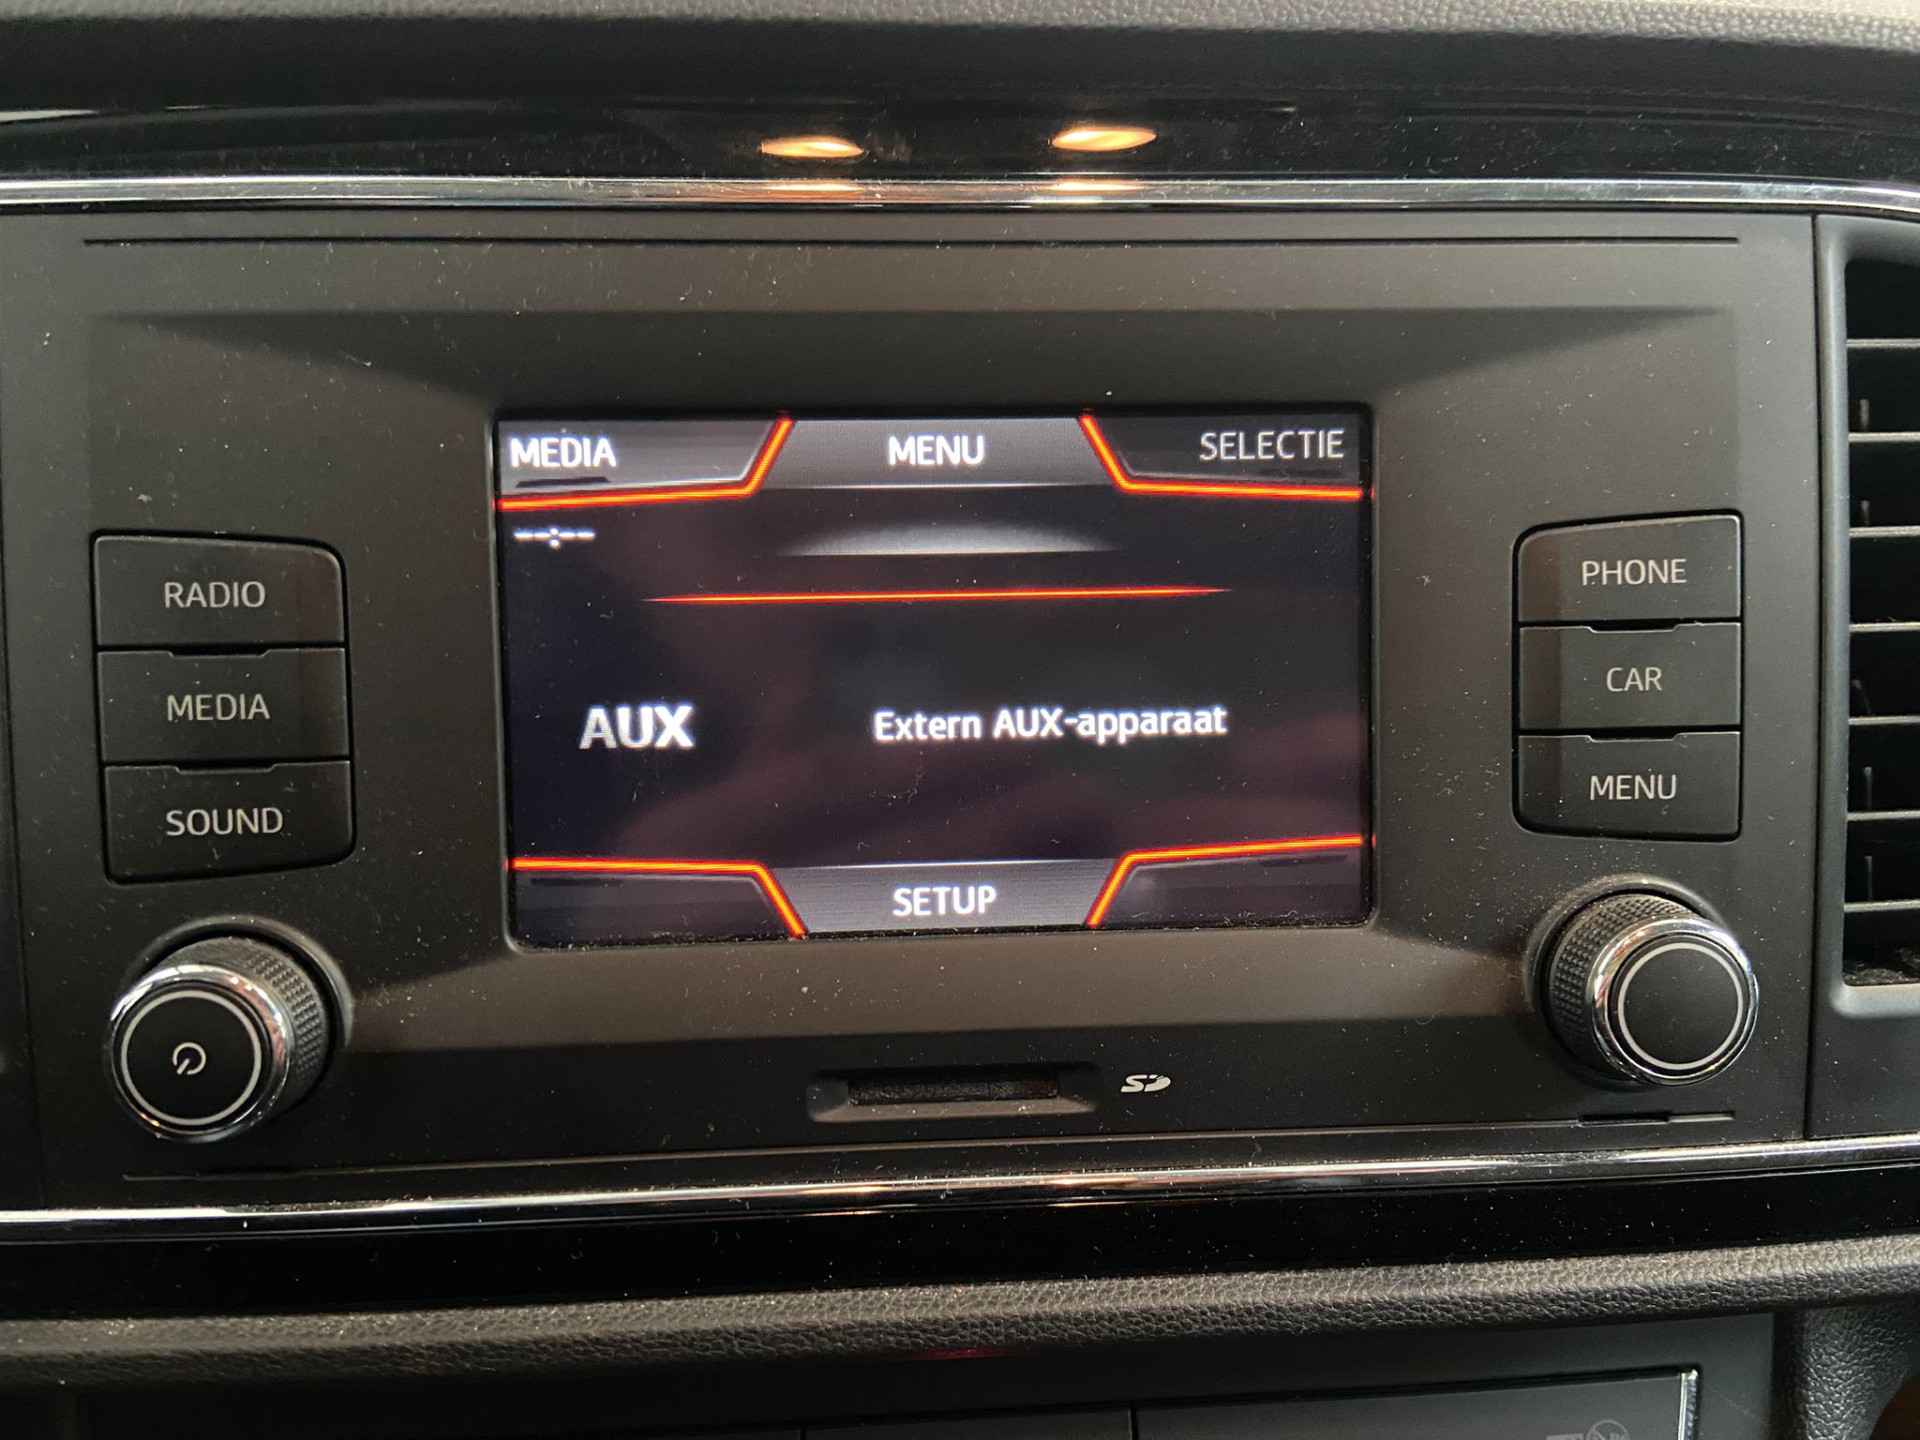 MEDIA MENU SELECTIE
--:--
AUX Extern AUX-apparaat
SETUP
RADIO
MEDIA
SOUND
PHONE
CAR
MENU
SD